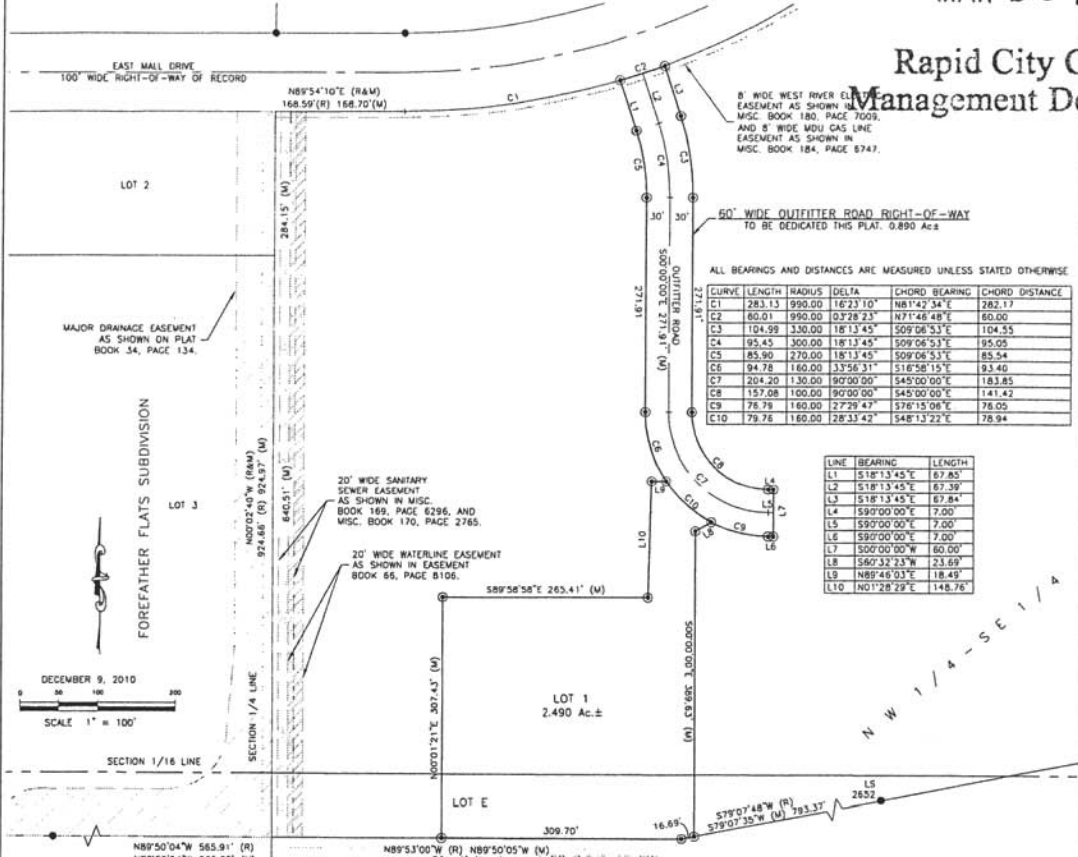 Rapid City
Management
EAST MALL DRIVE
100' WIDE RIGHT-OF-WAY OF RECORD
N89°54'10"E (R&M)
168.59'(R) 168.70'(M)
C1
C2
L1
L2
L3
C5
C4
C3
8' WIDE WEST RIVER ELECTRIC
EASEMENT AS SHOWN IN
MISC. BOOK 180, PAGE 7009,
AND 8' WIDE MDU GAS LINE
EASEMENT AS SHOWN IN
MISC. BOOK 184, PAGE 6747.
LOT 2
284.15' (M)
30'
30'
60' WIDE OUTFITTER ROAD RIGHT-OF-WAY
TO BE DEDICATED THIS PLAT. 0.890 Ac±
271.91
S00°00'00"E 271.91' (M)
OUTFITTER ROAD
271.91'
ALL BEARINGS AND DISTANCES ARE MEASURED UNLESS STATED OTHERWISE
CURVE LENGTH RADIUS DELTA CHORD BEARING CHORD DISTANCE
C1 283.13 990.00 16°23'10" N81°42'34"E 282.17
C2 60.01 990.00 03°28'23" N71°46'48"E 60.00
C3 104.99 330.00 18°13'45" S09°06'53"E 104.55
C4 95.45 300.00 18°13'45" S09°06'53"E 95.05
C5 85.90 270.00 18°13'45" S09°06'53"E 85.54
C6 94.78 160.00 33°56'31" S16°58'15"E 93.40
C7 204.20 130.00 90°00'00" S45°00'00"E 183.85
C8 157.08 100.00 90°00'00" S45°00'00"E 141.42
C9 76.79 160.00 27°29'47" S76°15'06"E 76.05
C10 79.76 160.00 28°33'42" S48°13'22"E 78.94
MAJOR DRAINAGE EASEMENT
AS SHOWN ON PLAT
BOOK 34, PAGE 134.
FOREFATHER FLATS SUBDIVISION
LOT 3
N00°02'49"W (R&M)
924.66' (R) 924.97' (M)
640.51' (M)
20' WIDE SANITARY
SEWER EASEMENT
AS SHOWN IN MISC.
BOOK 169, PAGE 6296, AND
MISC. BOOK 170, PAGE 2765.
20' WIDE WATERLINE EASEMENT
AS SHOWN IN EASEMENT
BOOK 66, PAGE 8106.
C6
C8
C7
L4
L5
L7
L9
C10
L8
C9
L6
L10
LINE BEARING LENGTH
L1 S18°13'45"E 67.85'
L2 S18°13'45"E 67.39'
L3 S18°13'45"E 67.84'
L4 S90°00'00"E 7.00'
L5 S90°00'00"E 7.00'
L6 S90°00'00"E 7.00'
L7 S00°00'00"W 60.00'
L8 S60°32'23"W 23.69'
L9 N89°46'03"E 18.49'
L10 N01°28'29"E 148.76'
S89°58'58"E 265.41' (M)
N00°01'21"E 307.43' (M)
S00°00'00"E 389.63' (M)
LOT 1
2.490 Ac.±
NW 1/4 - SE 1/4
DECEMBER 9, 2010
0 50 100 200
SCALE 1" = 100'
SECTION 1/4 LINE
SECTION 1/16 LINE
LOT E
LS
2652
S79°07'48"W (R)
S79°07'35"W (M) 793.37'
16.69'
309.70'
N89°50'04"W 565.91' (R)
N89°53'00"W (R) N89°50'05"W (M)